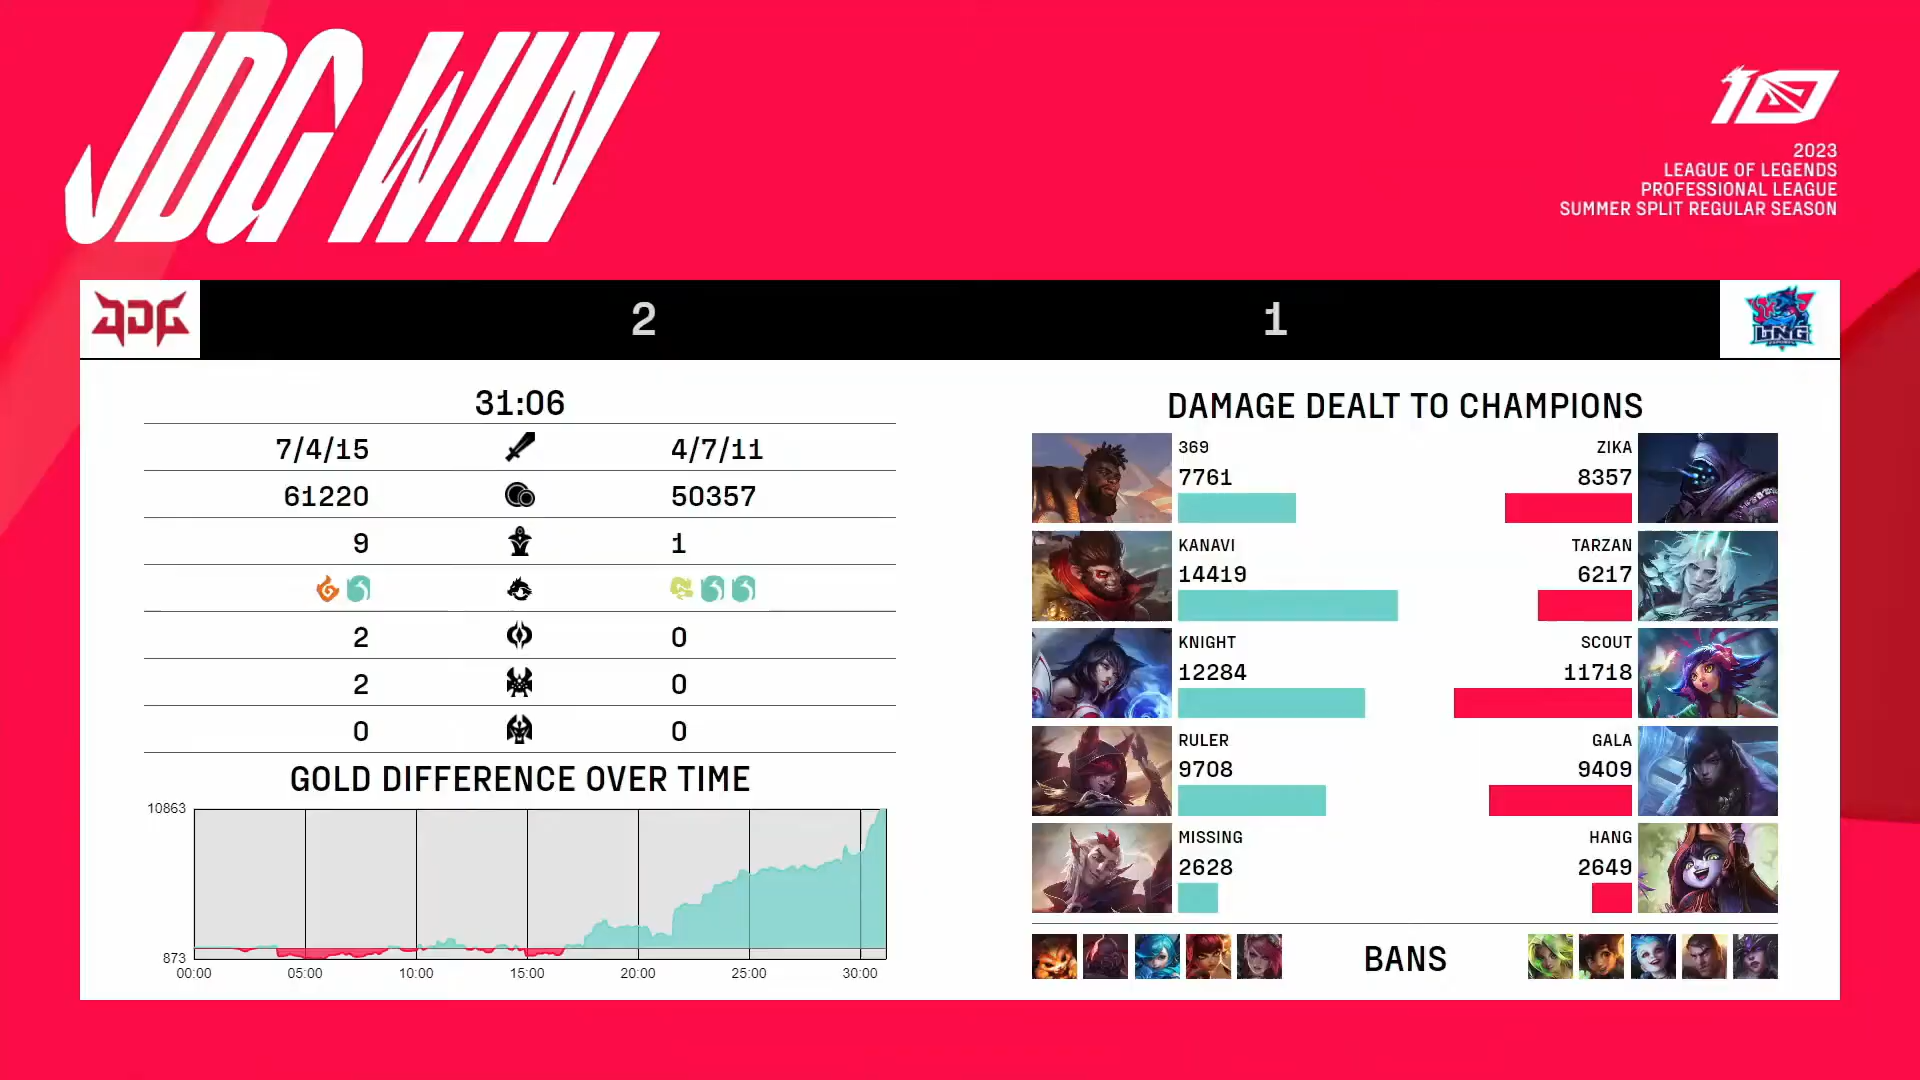 JDG WIN
2023
LEAGUE OF LEGENDS
PROFESSIONAL LEAGUE
SUMMER SPLIT REGULAR SEASON
JDG
2
1
LNG
31:06
7/4/15
4/7/11
61220
50357
9
1
2
0
2
0
0
0
GOLD DIFFERENCE OVER TIME
10863
873
00:00
05:00
10:00
15:00
20:00
25:00
30:00
DAMAGE DEALT TO CHAMPIONS
369
7761
ZIKA
8357
KANAVI
14419
TARZAN
6217
KNIGHT
12284
SCOUT
11718
RULER
9708
GALA
9409
MISSING
2628
HANG
2649
BANS